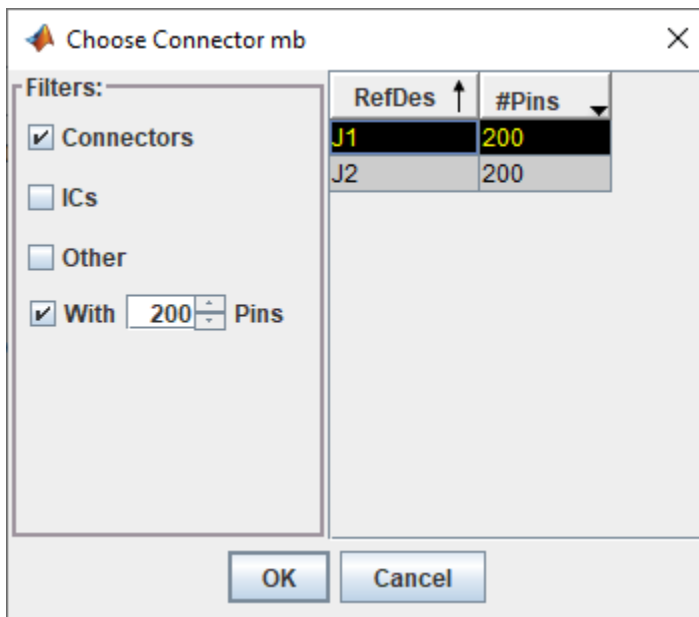 Choose Connector mb
Filters:
Connectors
ICs
Other
With 200 Pins
RefDes #Pins
J1 200
J2 200
OK Cancel